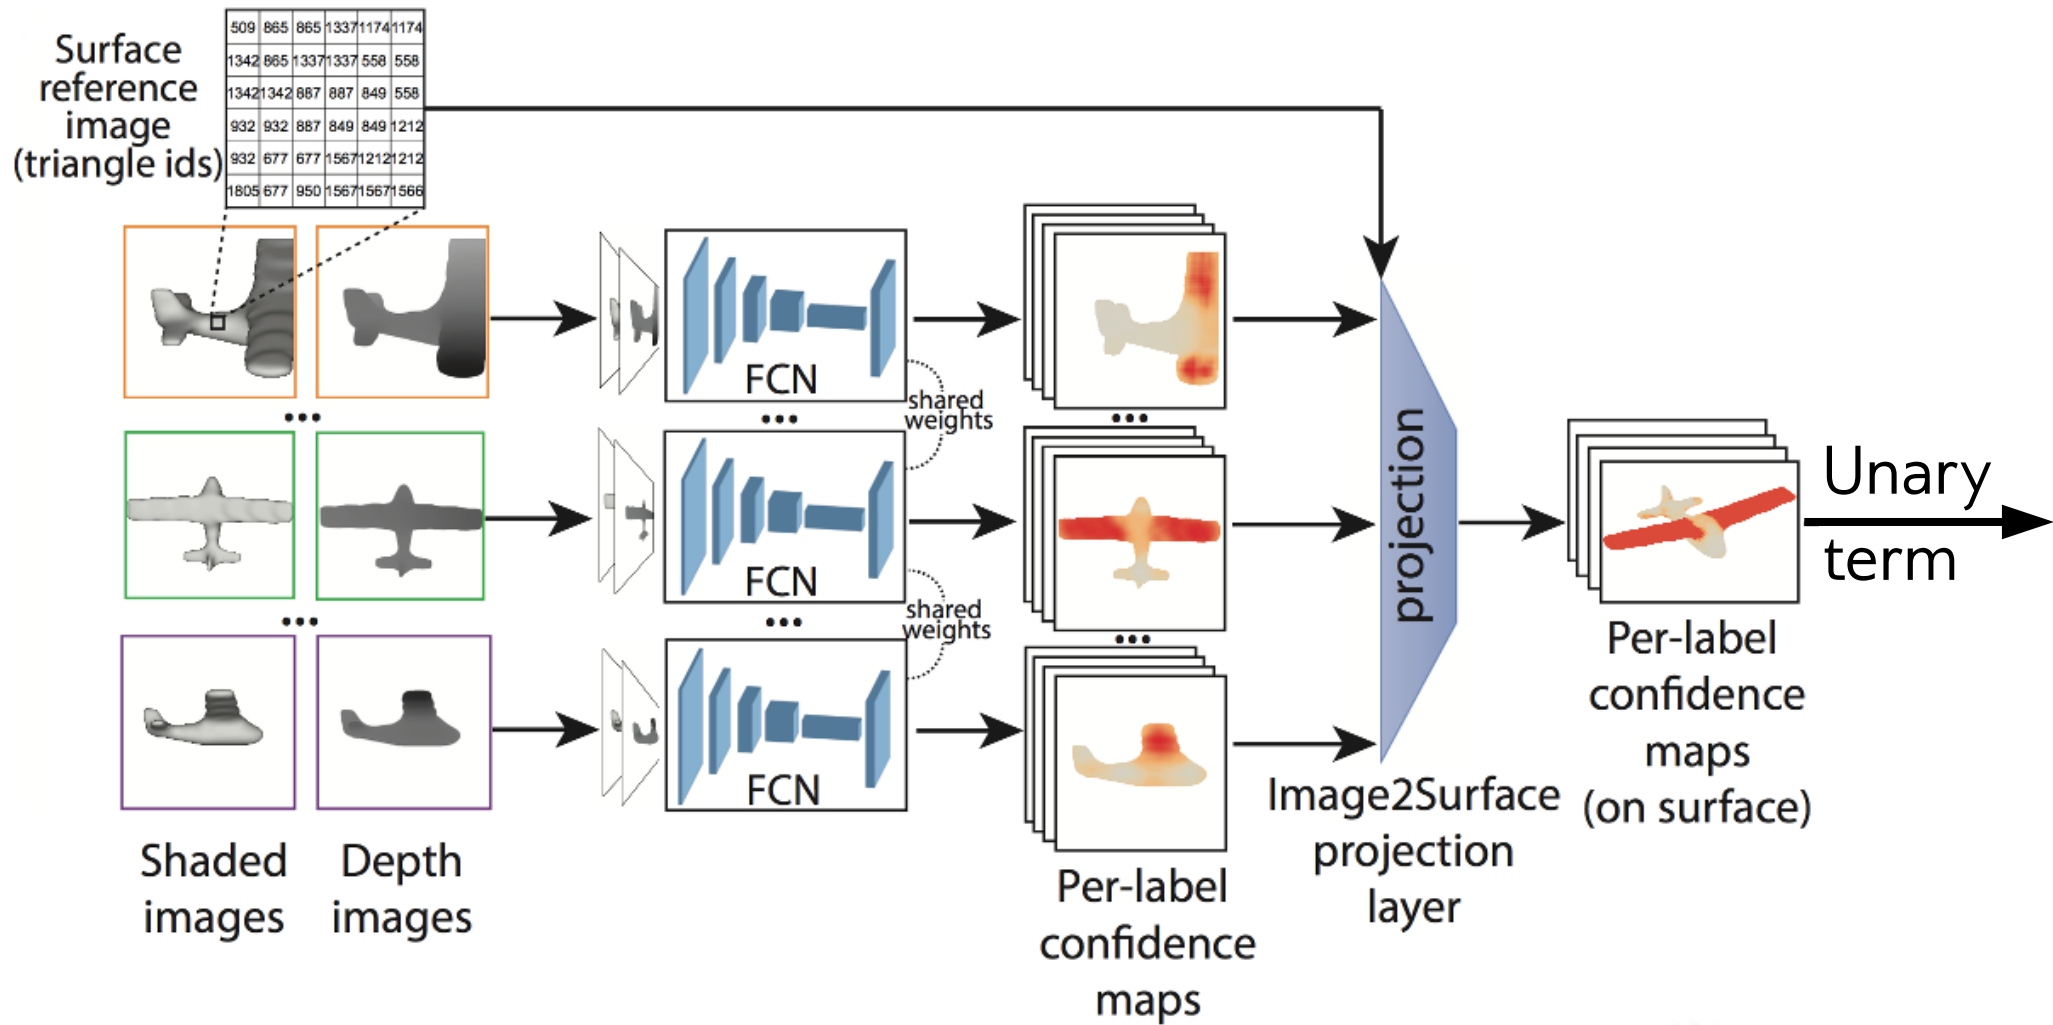 Surface
reference
image
(triangle ids)
509 865 865 1337 1174 1174
1342 865 1337 1337 558 558
1342 1342 887 887 849 558
932 932 887 849 849 1212
932 677 677 1567 1212 1212
1805 677 950 1567 1567 1566
FCN
shared
weights
FCN
shared
weights
FCN
projection
Unary
term
Shaded
images
Depth
images
Per-label
confidence
maps
Image2Surface
projection
layer
Per-label
confidence
maps
(on surface)